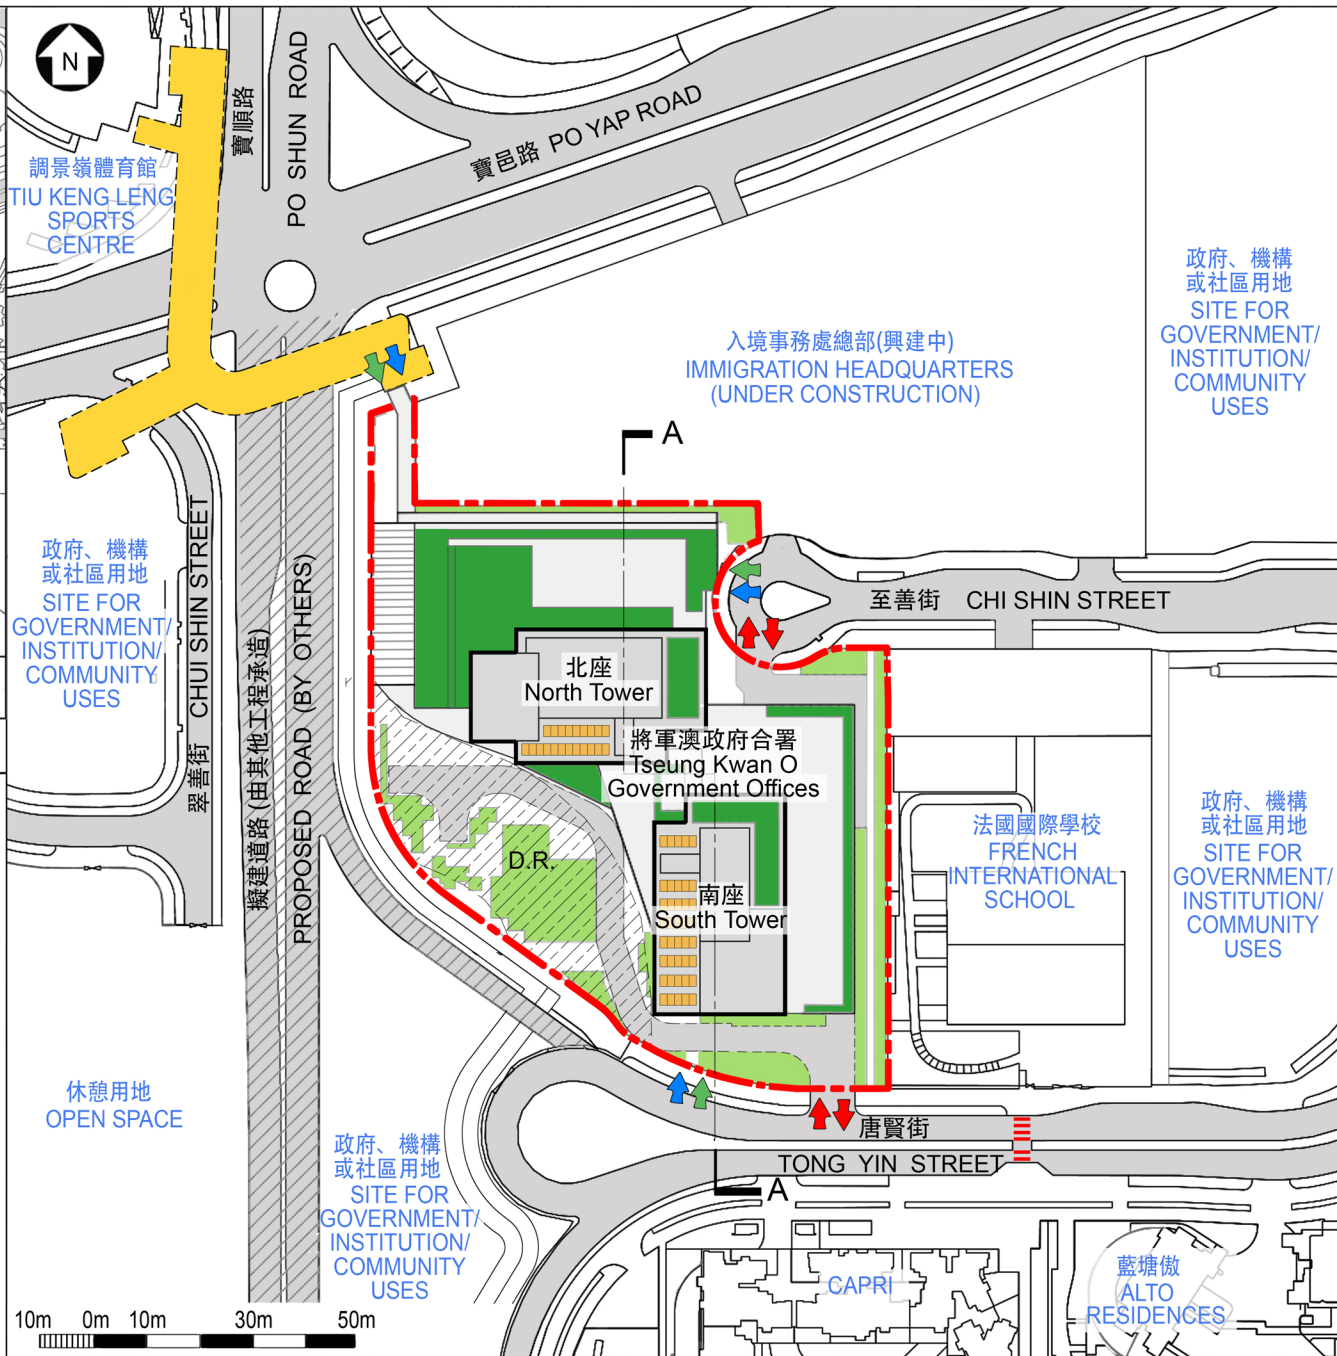 N
寶順路
PO SHUN ROAD
寶邑路 PO YAP ROAD
調景嶺體育館
TIU KENG LENG
SPORTS
CENTRE
政府、機構
或社區用地
SITE FOR
GOVERNMENT/
INSTITUTION/
COMMUNITY
USES
入境事務處總部(興建中)
IMMIGRATION HEADQUARTERS
(UNDER CONSTRUCTION)
A
政府、機構
或社區用地
SITE FOR
GOVERNMENT/
INSTITUTION/
COMMUNITY
USES
翠善街 CHUI SHIN STREET
擬建道路 (由其他工程承造)
PROPOSED ROAD (BY OTHERS)
至善街 CHI SHIN STREET
北座
North Tower
將軍澳政府合署
Tseung Kwan O
Government Offices
D.R.
南座
South Tower
法國國際學校
FRENCH
INTERNATIONAL
SCHOOL
政府、機構
或社區用地
SITE FOR
GOVERNMENT/
INSTITUTION/
COMMUNITY
USES
休憩用地
OPEN SPACE
政府、機構
或社區用地
SITE FOR
GOVERNMENT/
INSTITUTION/
COMMUNITY
USES
唐賢街
TONG YIN STREET
A
CAPRI
藍塘傲
ALTO
RESIDENCES
10m 0m 10m 30m 50m